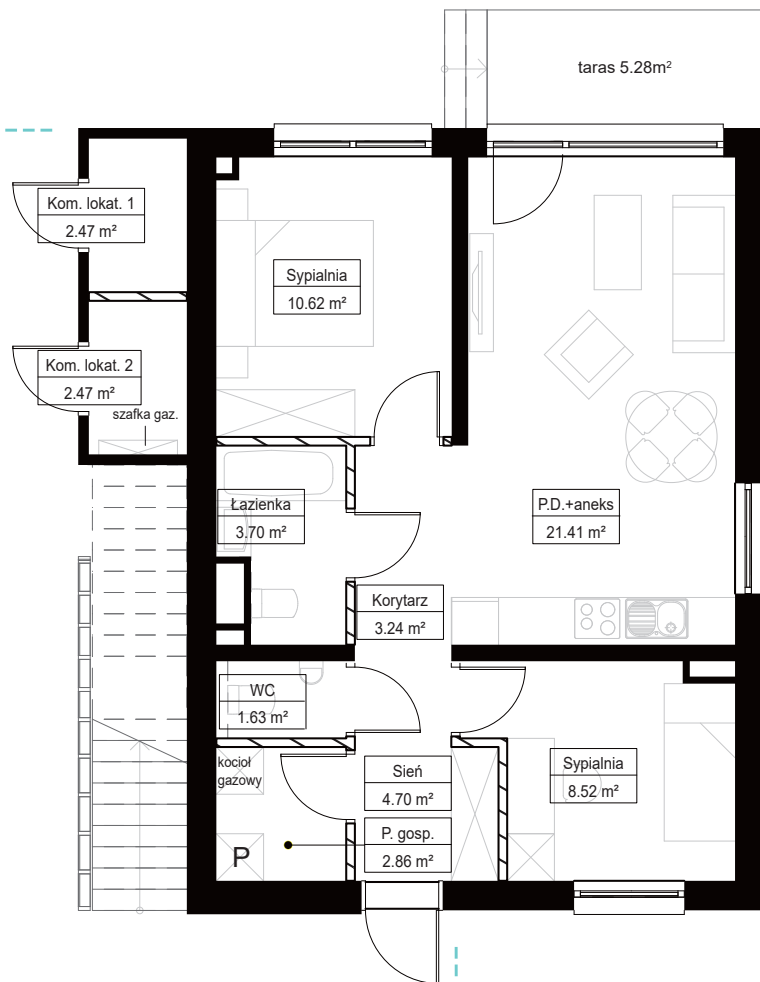 taras 5.28m²
Kom. lokat. 1
2.47 m²
Sypialnia
10.62 m²
Kom. lokat. 2
2.47 m²
szafka gaz.
Łazienka
3.70 m²
P.D.+aneks
21.41 m²
Korytarz
3.24 m²
WC
1.63 m²
kocioł
gazowy
Sień
4.70 m²
Sypialnia
8.52 m²
P. gosp.
2.86 m²
P